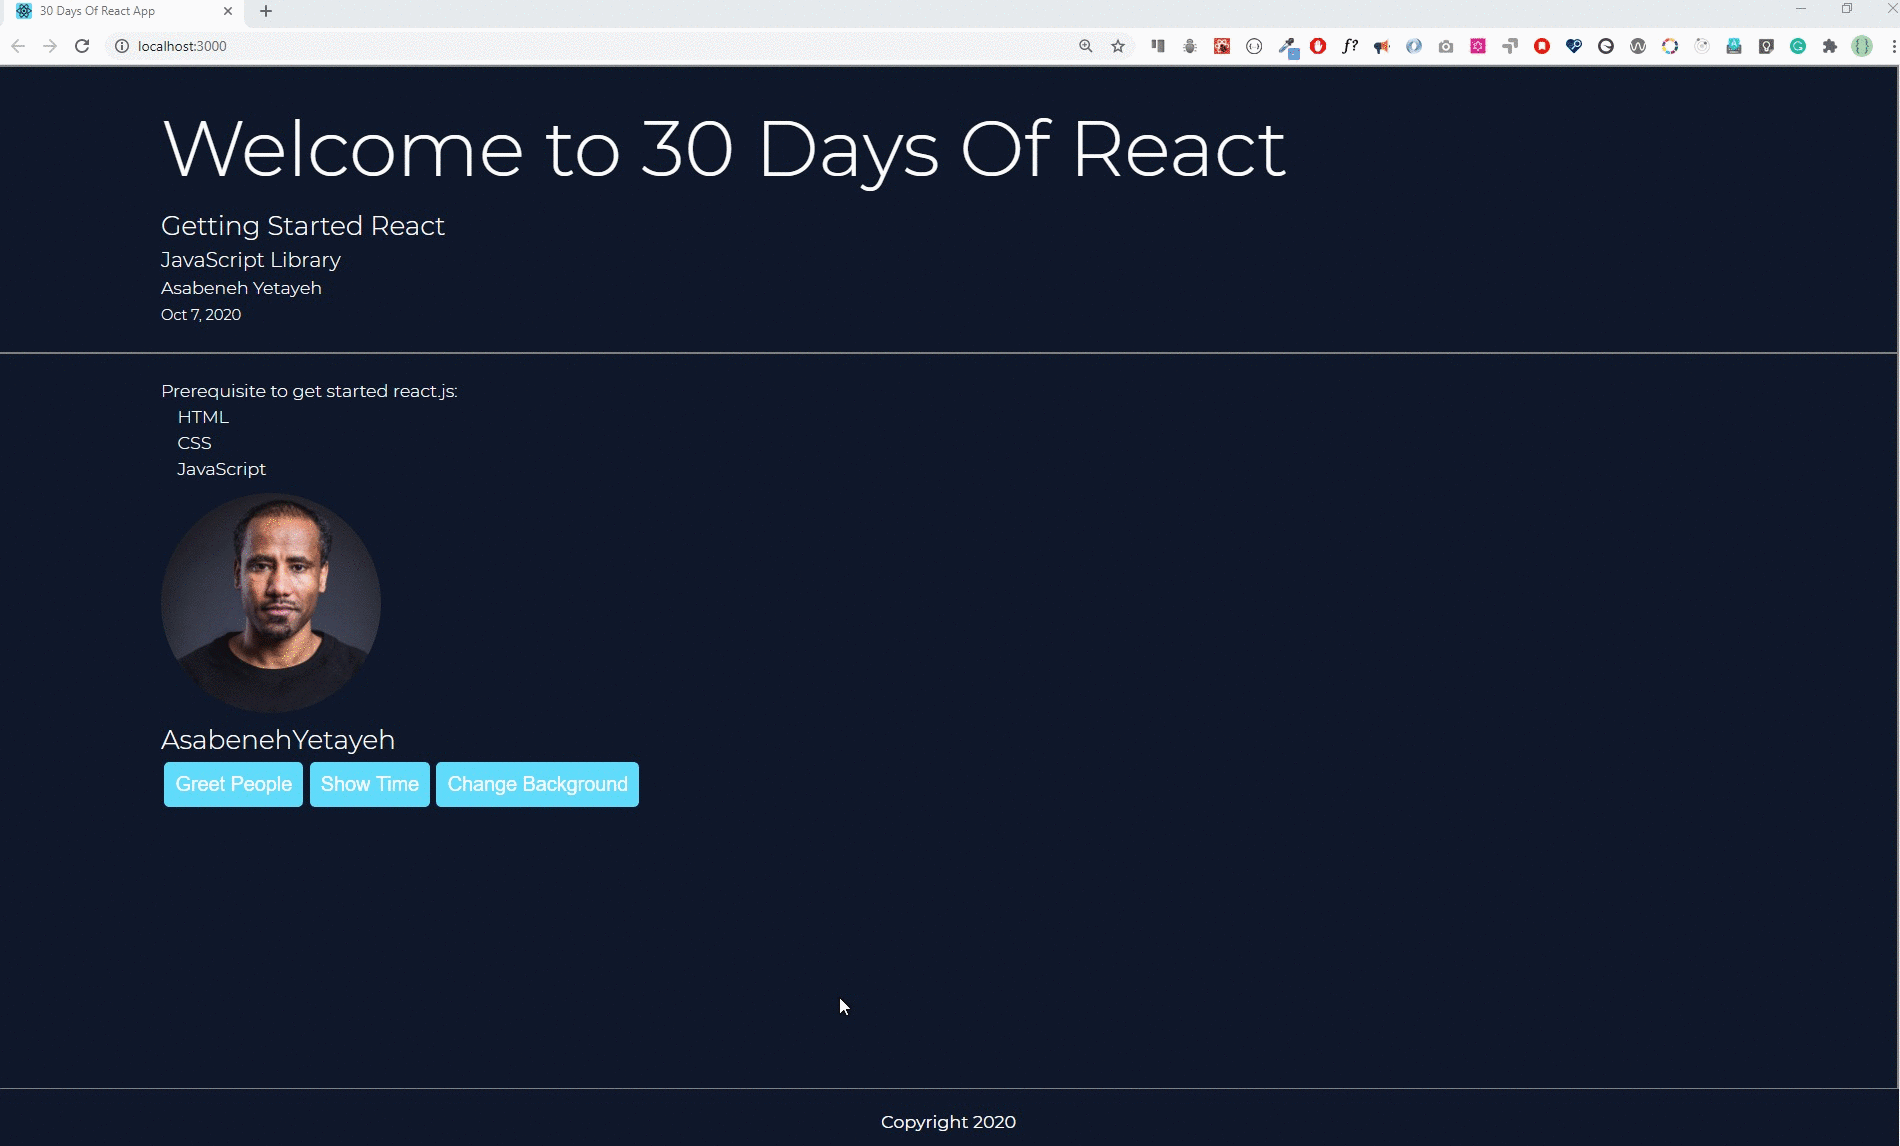 30 Days Of React App
localhost:3000
f?
Welcome to 30 Days Of React
Getting Started React
JavaScript Library
Asabeneh Yetayeh
Oct 7, 2020
Prerequisite to get started react.js:
HTML
CSS
JavaScript
AsabenehYetayeh
Greet People Show Time Change Background
Copyright 2020